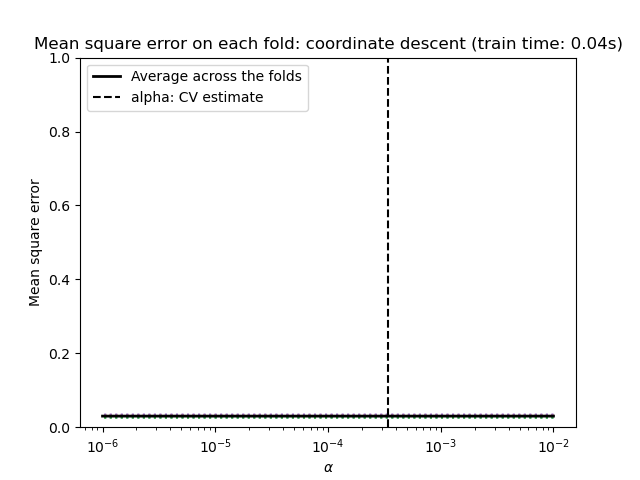 Mean square error on each fold: coordinate descent (train time: 0.04s)
Average across the folds
alpha: CV estimate
Mean square error
1.0
0.8
0.6
0.4
0.2
0.0
10⁻⁶ 10⁻⁵ 10⁻⁴ 10⁻³ 10⁻²
α